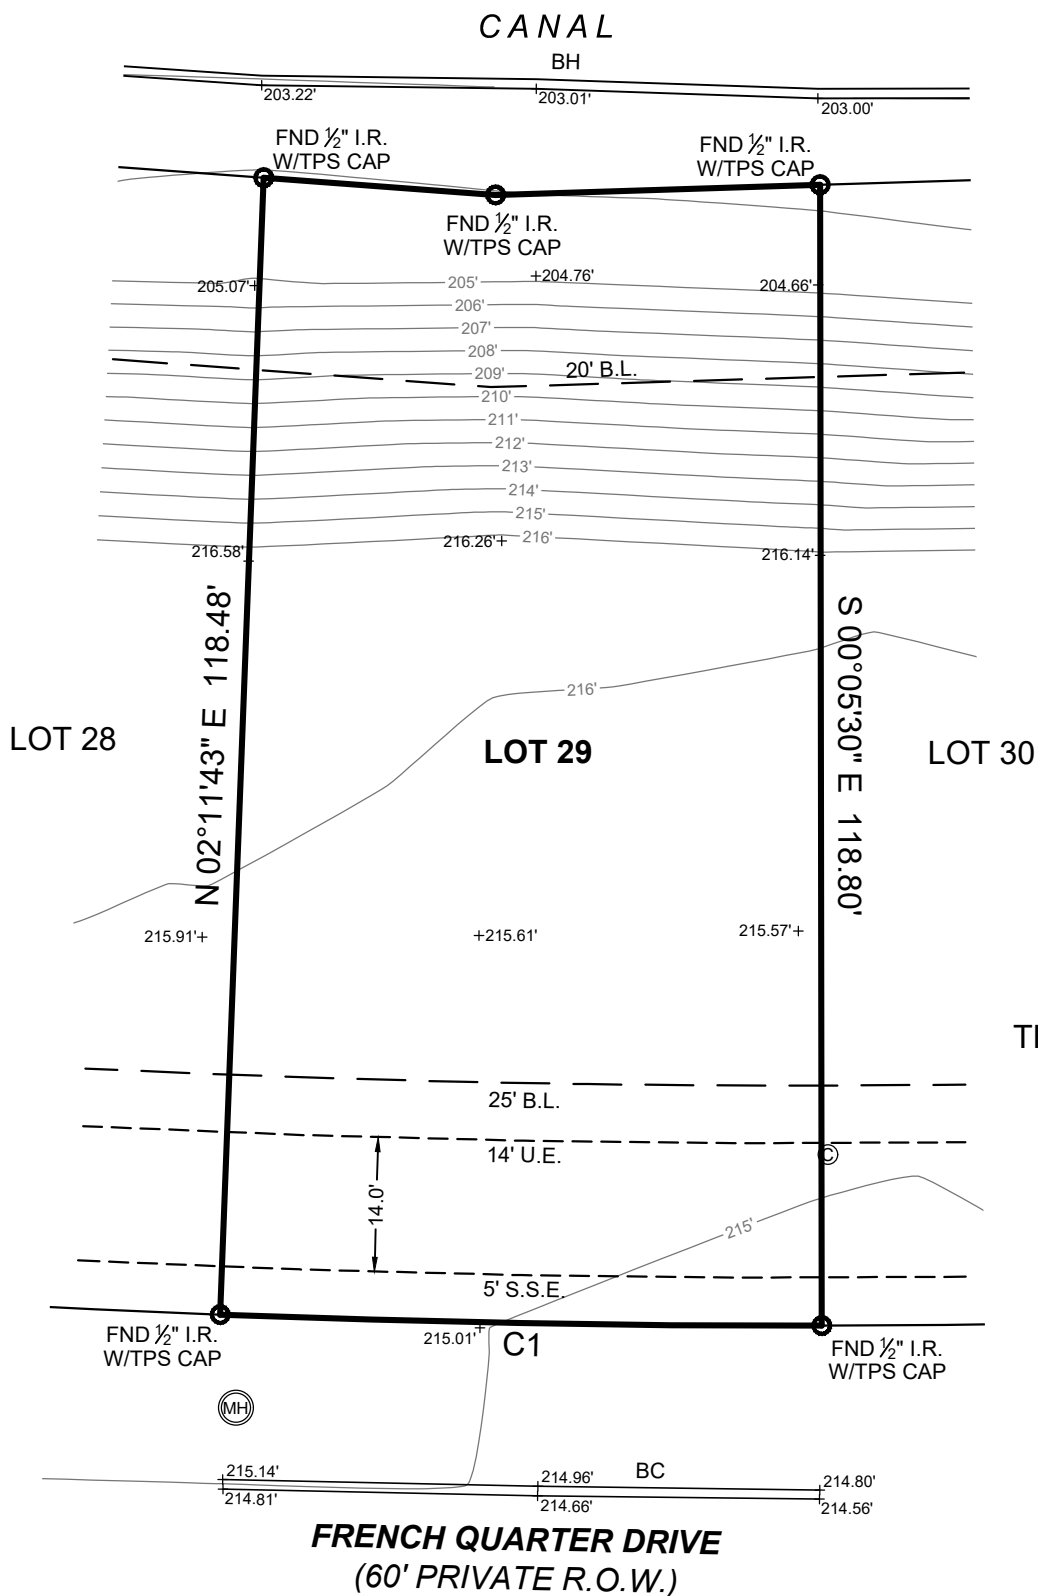 CANAL
BH
203.22'
203.01'
203.00'
FND ½" I.R.
W/TPS CAP
FND ½" I.R.
W/TPS CAP
FND ½" I.R.
W/TPS CAP
205.07'
205'
204.76'
204.66'
206'
207'
208'
20' B.L.
209'
210'
211'
212'
213'
214'
215'
216.58'
216.26'
216'
216.14'
N 02°11'43" E 118.48'
S 00°05'30" E 118.80'
216'
LOT 28
LOT 29
LOT 30
215.91'
215.61'
215.57'
25' B.L.
14' U.E.
C
14.0'
215'
5' S.S.E.
FND ½" I.R.
W/TPS CAP
215.01'
C1
FND ½" I.R.
W/TPS CAP
MH
215.14'
214.96'
BC
214.80'
214.81'
214.66'
214.56'
FRENCH QUARTER DRIVE
(60' PRIVATE R.O.W.)